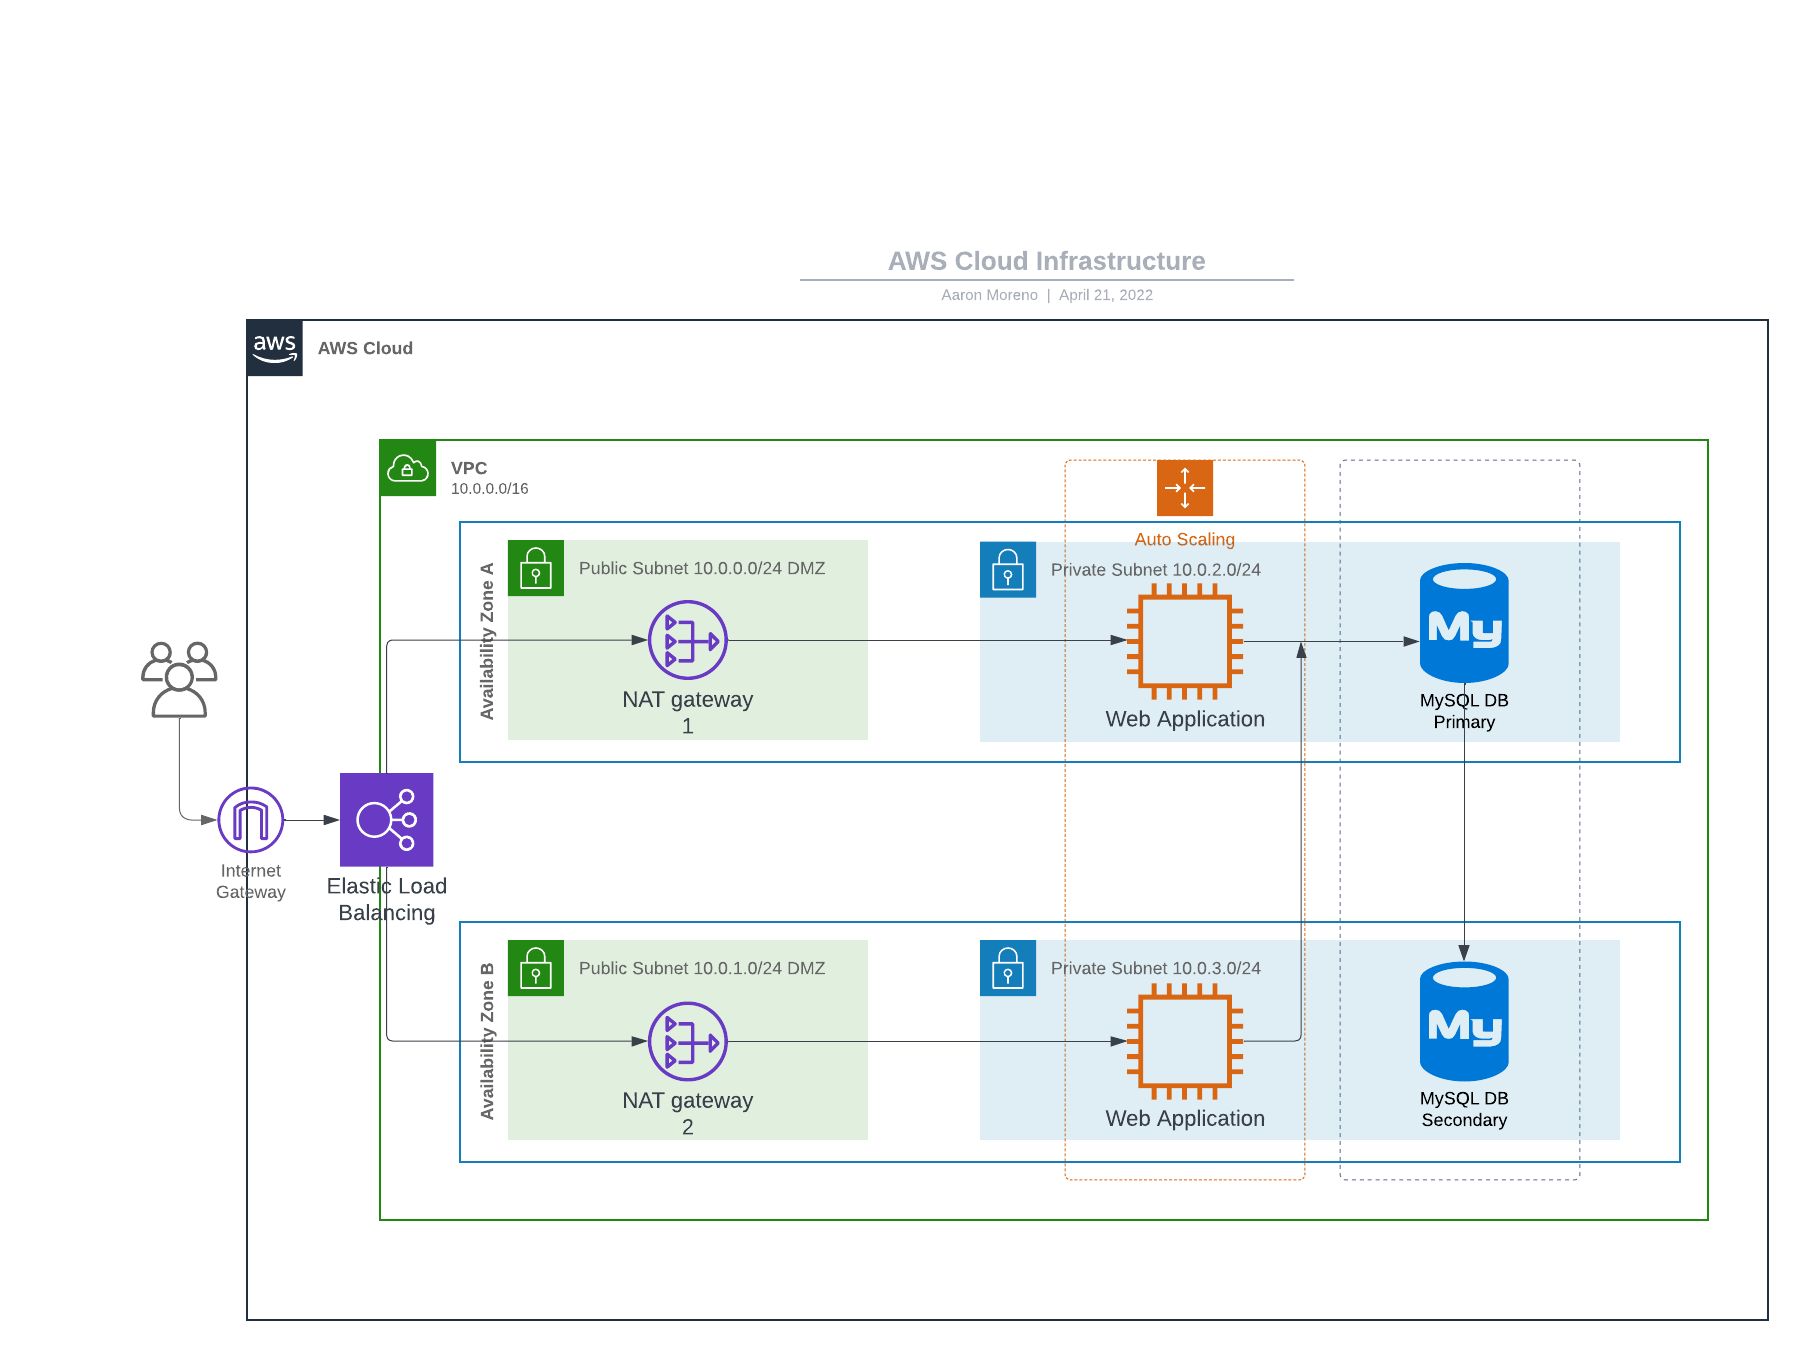 AWS Cloud Infrastructure
Aaron Moreno | April 21, 2022
aws
AWS Cloud
VPC
10.0.0.0/16
Auto Scaling
Availability Zone A
Public Subnet 10.0.0.0/24 DMZ
Private Subnet 10.0.2.0/24
My
NAT gateway
1
Web Application
MySQL DB
Primary
Internet
Gateway
Elastic Load
Balancing
Availability Zone B
Public Subnet 10.0.1.0/24 DMZ
Private Subnet 10.0.3.0/24
My
NAT gateway
2
Web Application
MySQL DB
Secondary